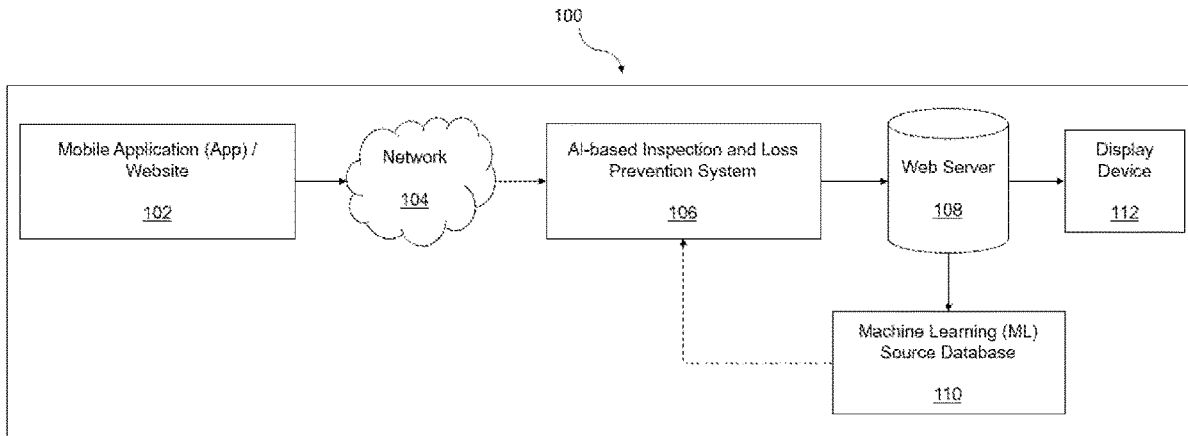 100
Mobile Application (App) /
Website
102
Network
104
AI-based Inspection and Loss
Prevention System
106
Web Server
108
Display
Device
112
Machine Learning (ML)
Source Database
110